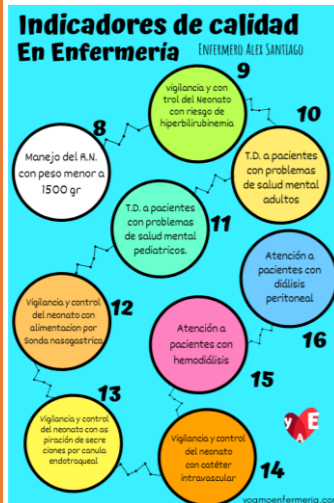 Indicadores de calidad
En Enfermería
ENFERMERO ALEX SANTIAGO
8
Manejo del R.N.
con peso menor a
1500 gr
9
vigilancia y con
trol del Neonato
con riesgo de
hiperbilirubinemia
10
T.D. a pacientes
con problemas
de salud mental
adultos
11
T.D. a pacientes
con problemas
de salud mental
pediatricos.
12
Vigilancia y control
del neonato con
alimentacion por
Sonda nasogastrica
13
Vigilancia y control
del neonato con as
piración de secre
ciones por canula
endotraqueal
14
Vigilancia y control
del neonato
con catéter
intravascular
15
Atención a
pacientes con
hemodiálisis
16
Atención a
pacientes con
diálisis
peritoneal
y E
A
yoamoenfermeria.com